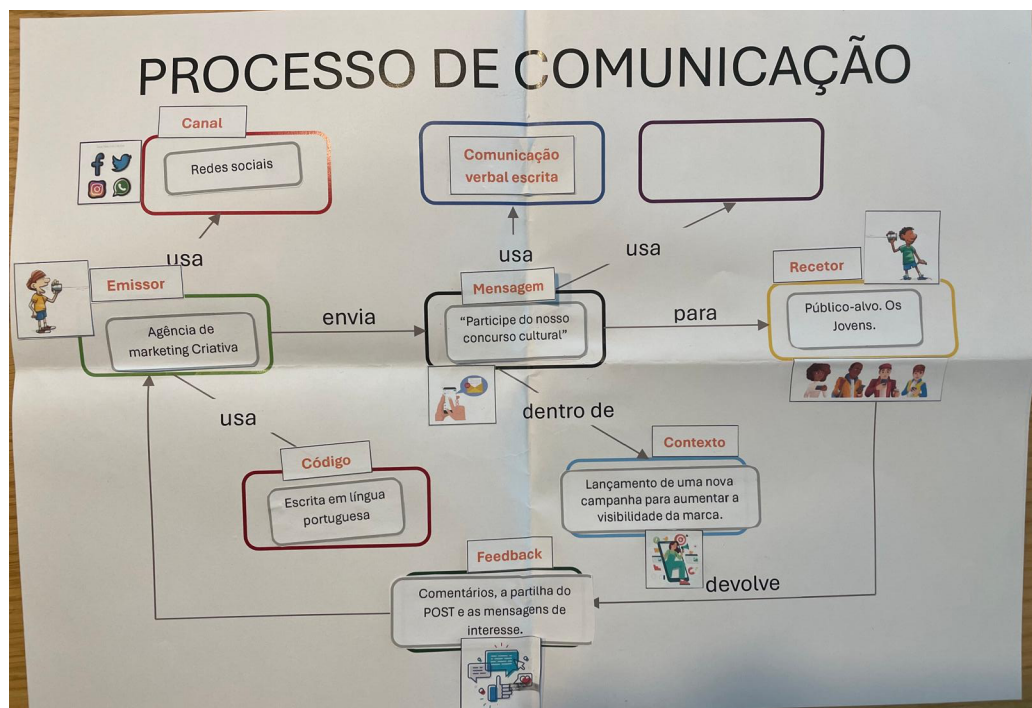 PROCESSO DE COMUNICAÇÃO
Canal
Redes sociais
Comunicação
verbal escrita
usa
usa
usa
Emissor
Agência de
marketing Criativa
envia
Mensagem
“Participe do nosso
concurso cultural”
para
Recetor
Público-alvo. Os
Jovens.
usa
dentro de
Código
Escrita em língua
portuguesa
Contexto
Lançamento de uma nova
campanha para aumentar a
visibilidade da marca.
Feedback
Comentários, a partilha do
POST e as mensagens de
interesse.
devolve